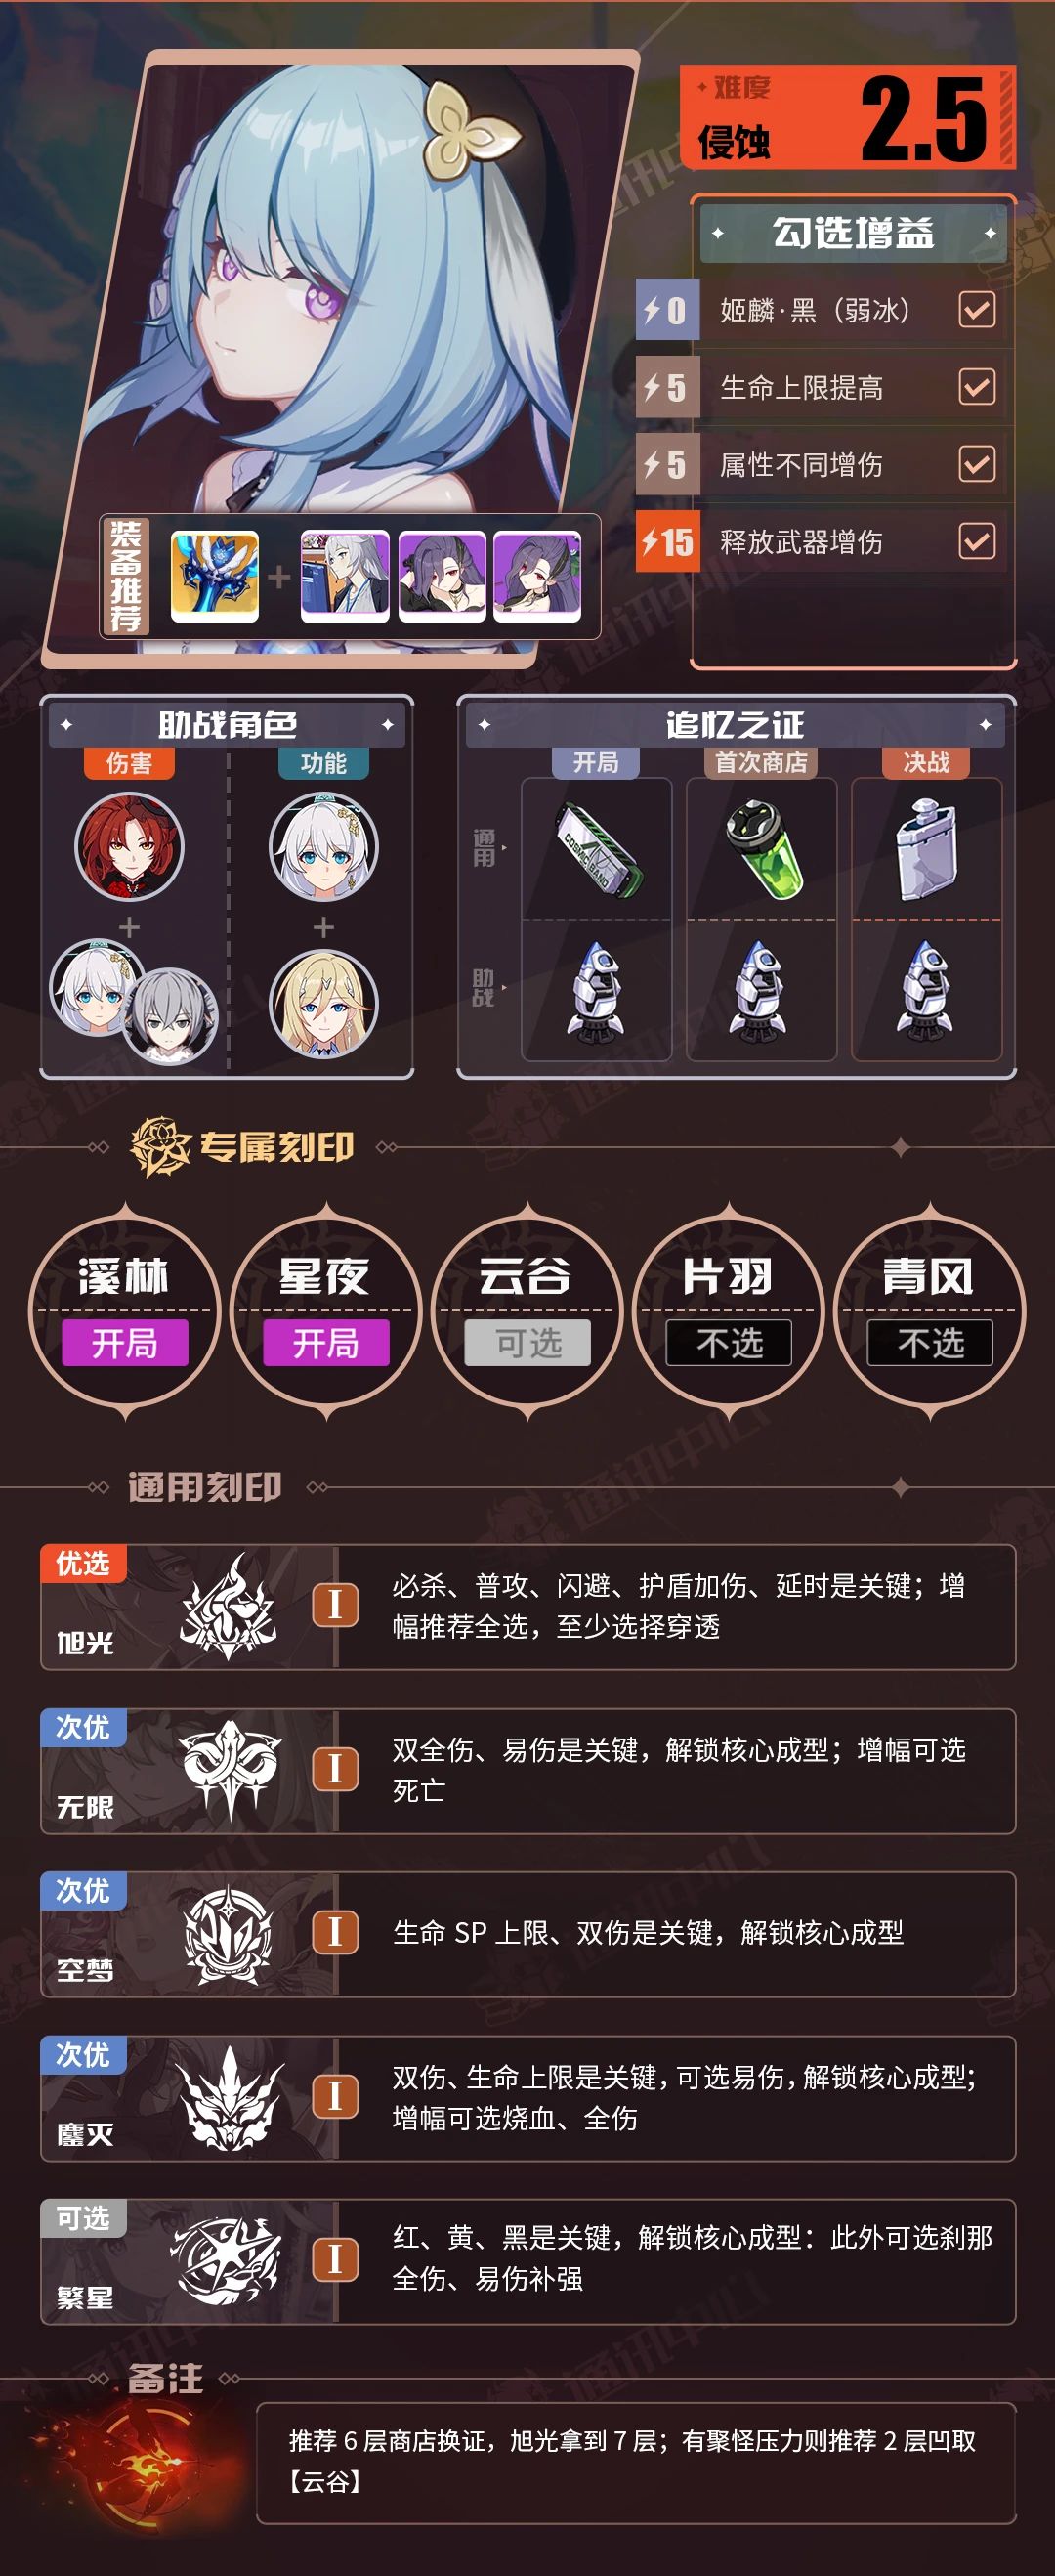 难度
侵蚀
2.5
勾选增益
0
姬麟·黑（弱冰）
5
生命上限提高
5
属性不同增伤
15
释放武器增伤
装备推荐
+
助战角色
伤害
功能
+
+
追忆之证
开局
首次商店
决战
通用
COSMIC BAND
助战
专属刻印
溪林
开局
星夜
开局
云谷
可选
片羽
不选
青风
不选
通用刻印
优选
旭光
I
必杀、普攻、闪避、护盾加伤、延时是关键；增
幅推荐全选，至少选择穿透
次优
无限
I
双全伤、易伤是关键，解锁核心成型；增幅可选
死亡
次优
空梦
I
生命 SP 上限、双伤是关键，解锁核心成型
次优
鏖灭
I
双伤、生命上限是关键，可选易伤，解锁核心成型；
增幅可选烧血、全伤
可选
繁星
I
红、黄、黑是关键，解锁核心成型：此外可选刹那
全伤、易伤补强
备注
推荐 6 层商店换证，旭光拿到 7 层；有聚怪压力则推荐 2 层凹取
【云谷】
通讯中心